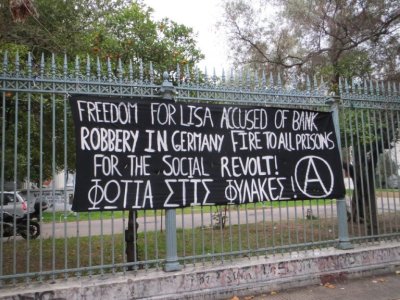 FREEDOM FOR LISA ACCUSED OF BANK
ROBBERY IN GERMANY FIRE TO ALL PRISONS
FOR THE SOCIAL REVOLT!
ΦΩΤΙΑ ΣΤΙΣ ΦΥΛΑΚΕΣ! Ⓐ